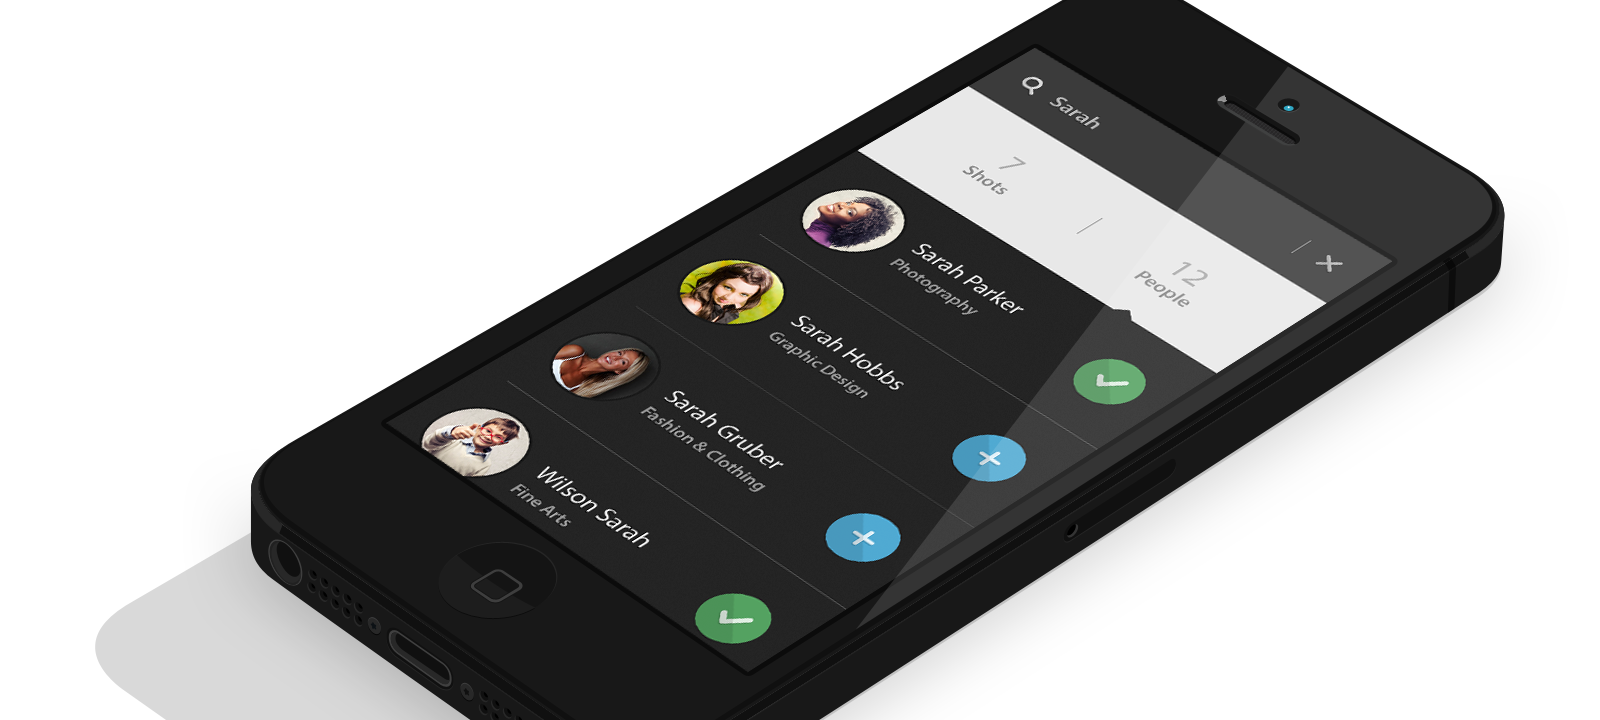 Sarah
7
Shots
12
People
Sarah Parker
Photography
Sarah Hobbs
Graphic Design
Sarah Gruber
Fashion & Clothing
Wilson Sarah
Fine Arts